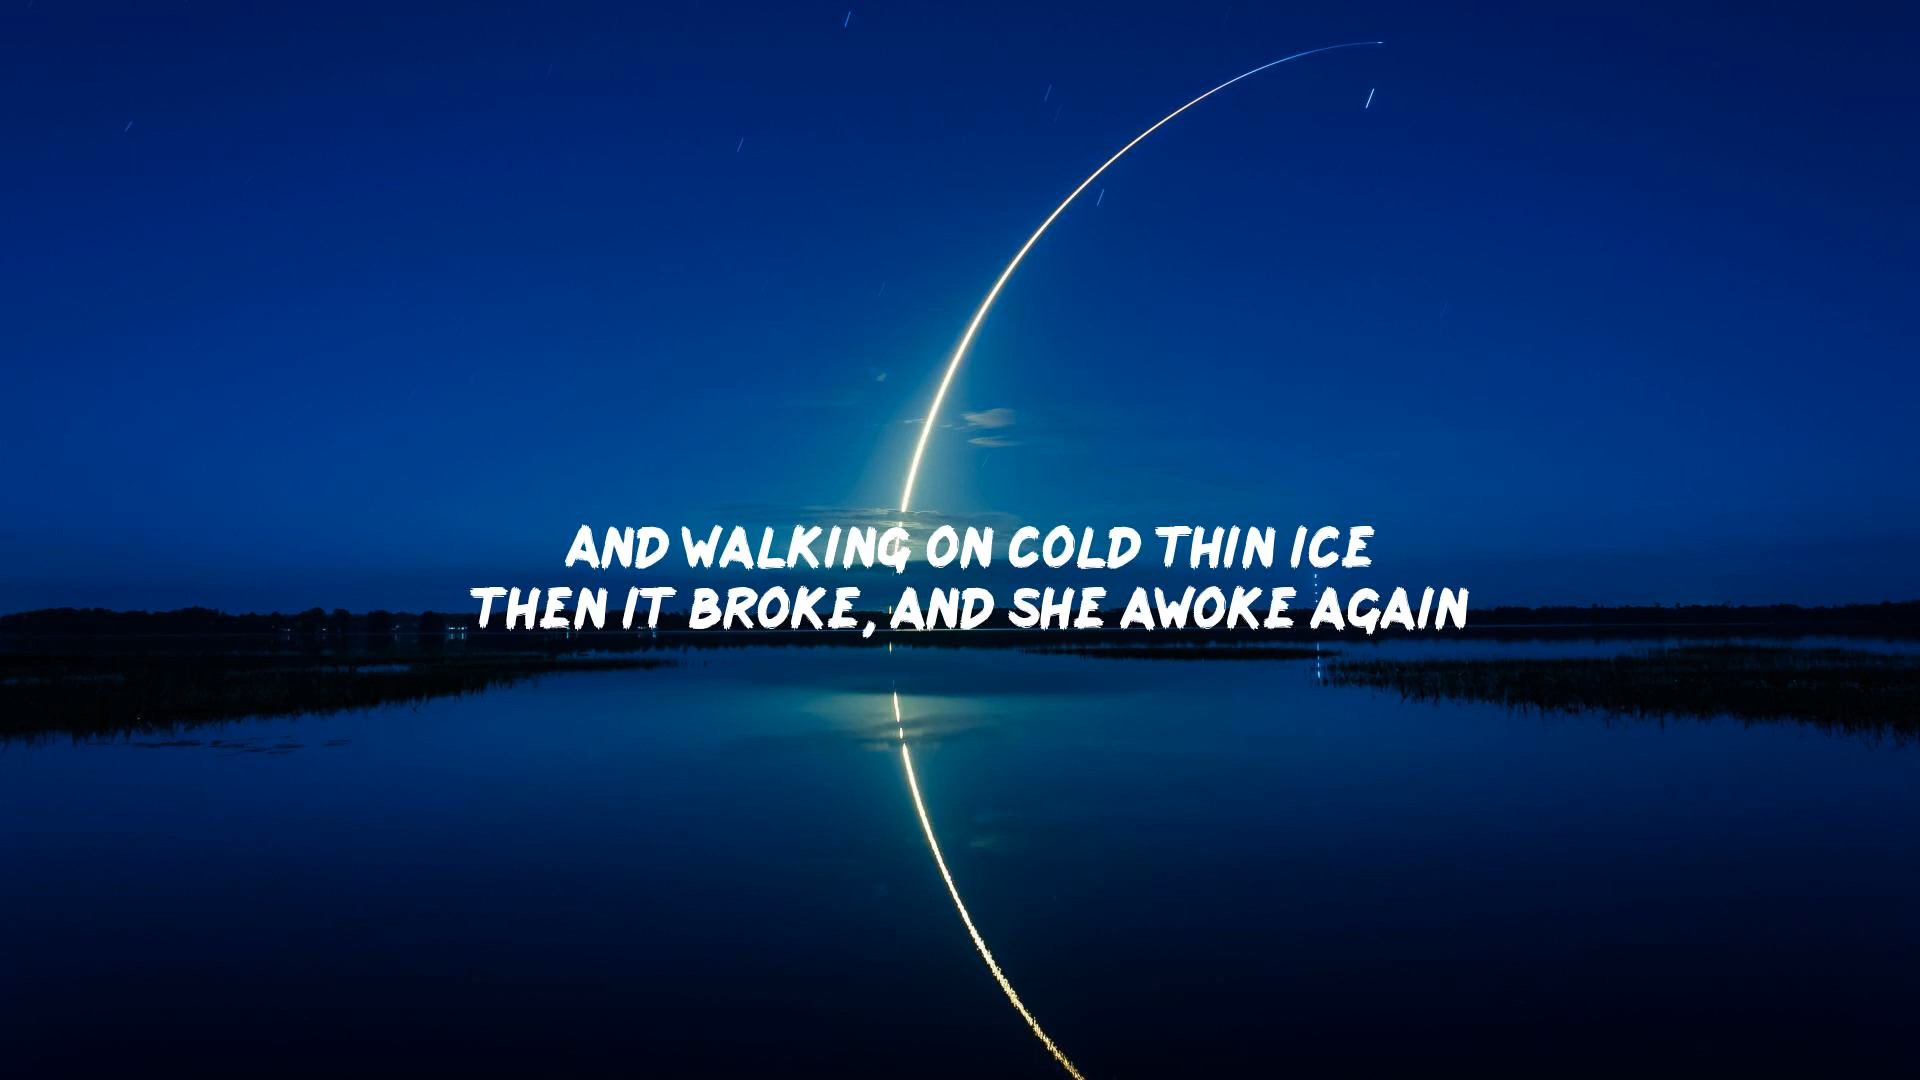 AND WALKING ON COLD THIN ICE
THEN IT BROKE, AND SHE AWOKE AGAIN